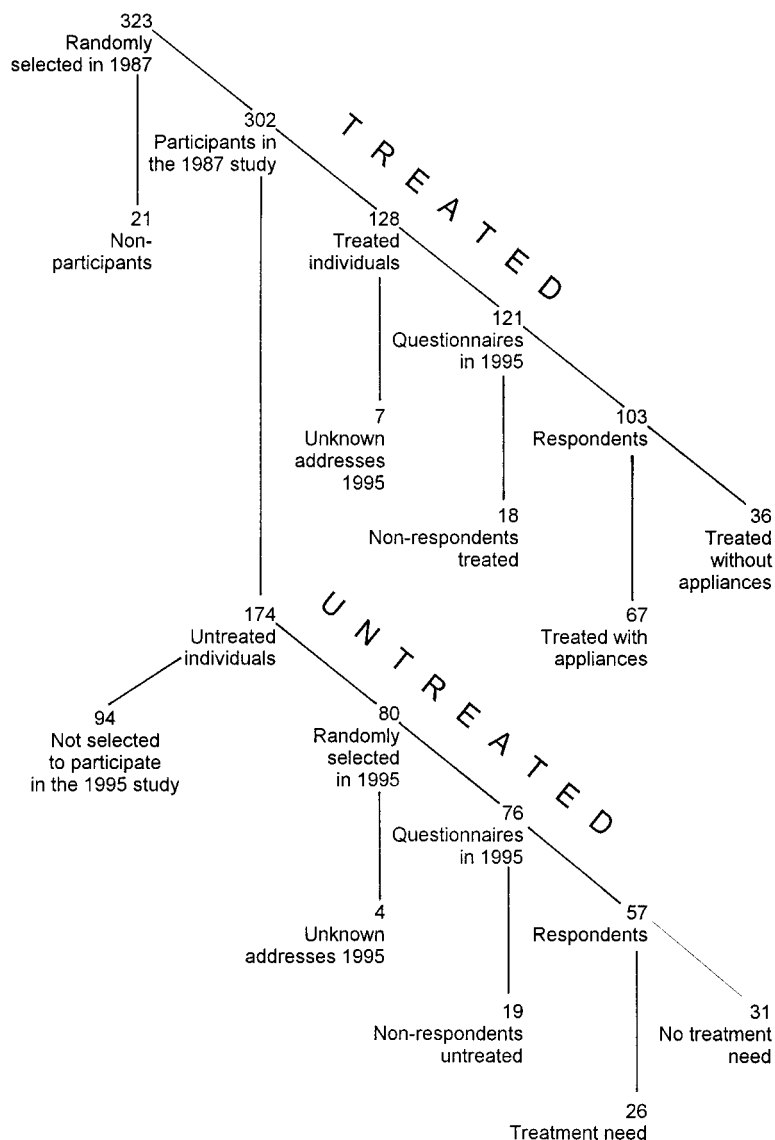 323
Randomly
selected in 1987
302
Participants in
the 1987 study
TREATED
21
Non-
participants
128
Treated
individuals
121
Questionnaires
in 1995
7
Unknown
addresses
1995
103
Respondents
18
Non-respondents
treated
36
Treated
without
appliances
67
Treated with
appliances
174
Untreated
individuals
UNTREATED
94
Not selected
to participate
in the 1995 study
80
Randomly
selected
in 1995
76
Questionnaires
in 1995
4
Unknown
addresses 1995
57
Respondents
19
Non-respondents
untreated
31
No treatment
need
26
Treatment need